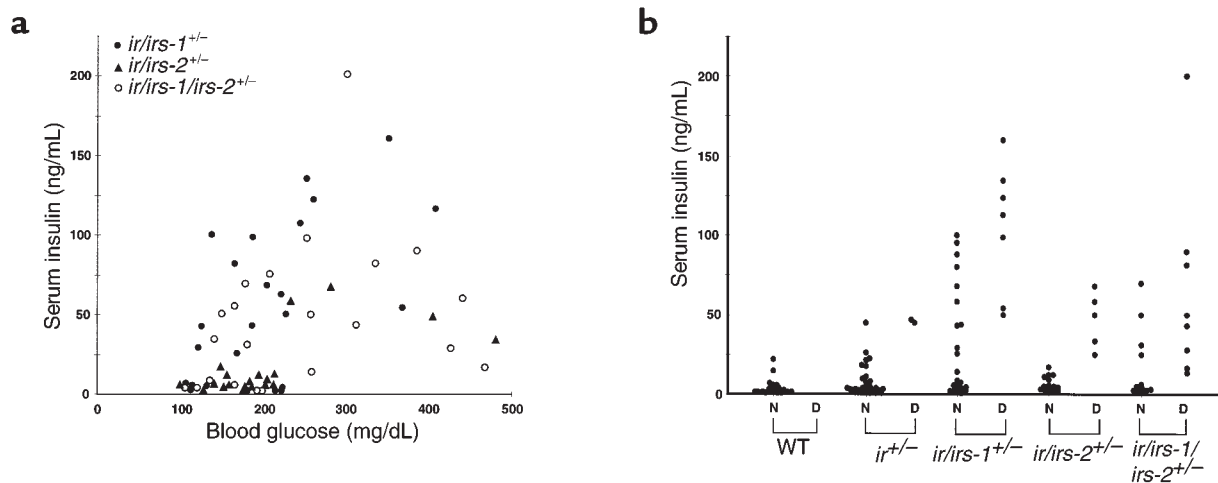 a
ir/irs-1+/–
ir/irs-2+/–
ir/irs-1/irs-2+/–
Serum insulin (ng/mL)
200
150
100
50
0
0 100 200 300 400 500
Blood glucose (mg/dL)
b
Serum insulin (ng/mL)
200
150
100
50
0
N D N D N D N D N D
WT ir+/– ir/irs-1+/– ir/irs-2+/– ir/irs-1/
irs-2+/–